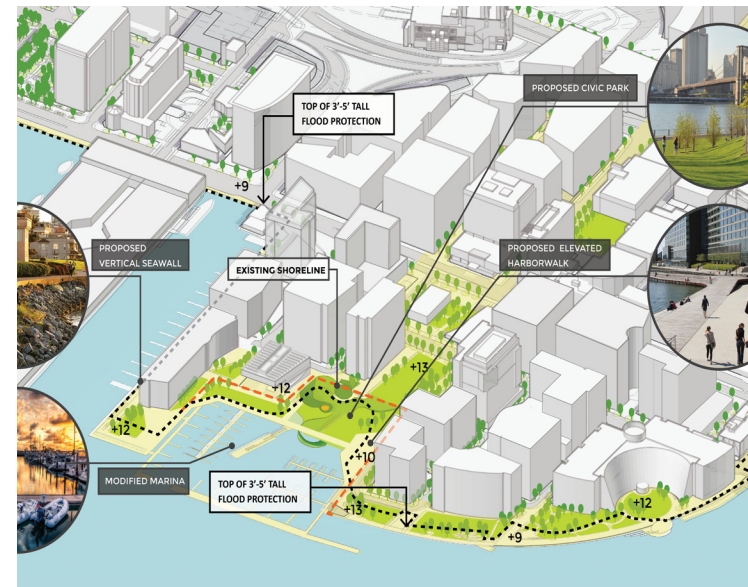 PROPOSED CIVIC PARK
TOP OF 3'-5' TALL
FLOOD PROTECTION
+9
PROPOSED
VERTICAL SEAWALL
PROPOSED ELEVATED
HARBORWALK
EXISTING SHORELINE
+13
+12
+12
+10
MODIFIED MARINA
TOP OF 3'-5' TALL
FLOOD PROTECTION
+12
+13
+9